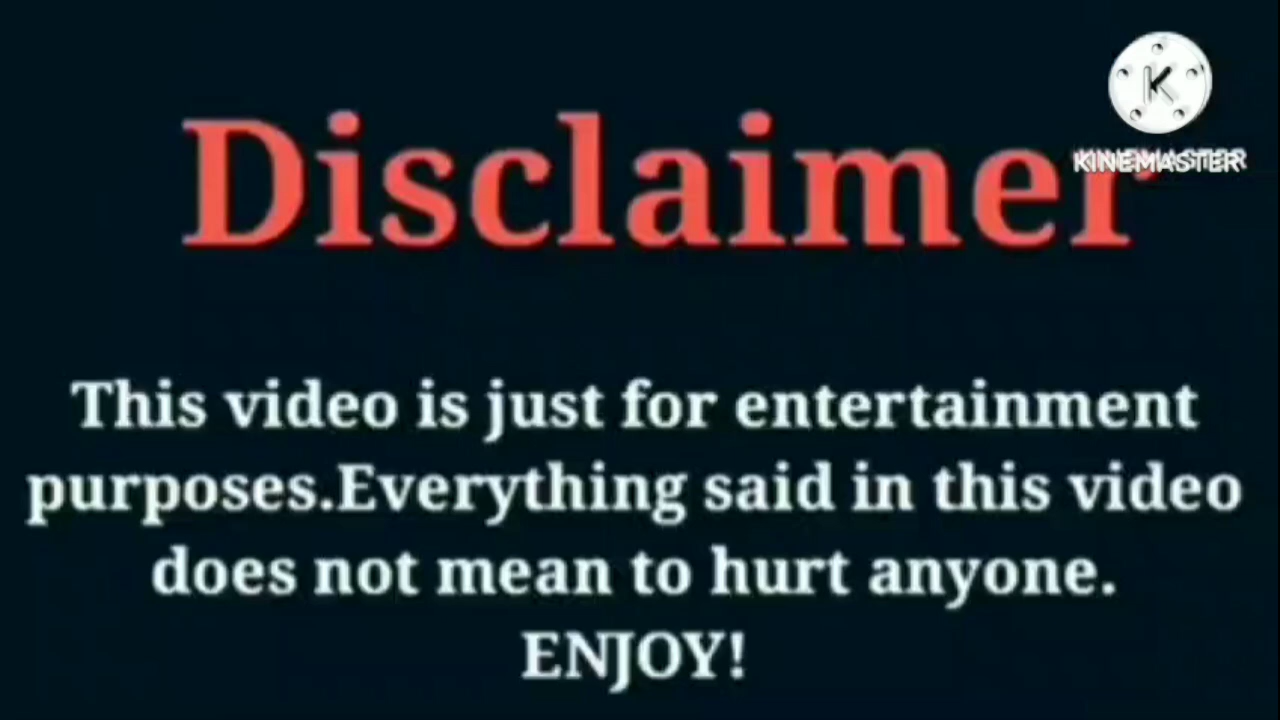 K
KINEMASTER
Disclaimer
This video is just for entertainment
purposes.Everything said in this video
does not mean to hurt anyone.
ENJOY!